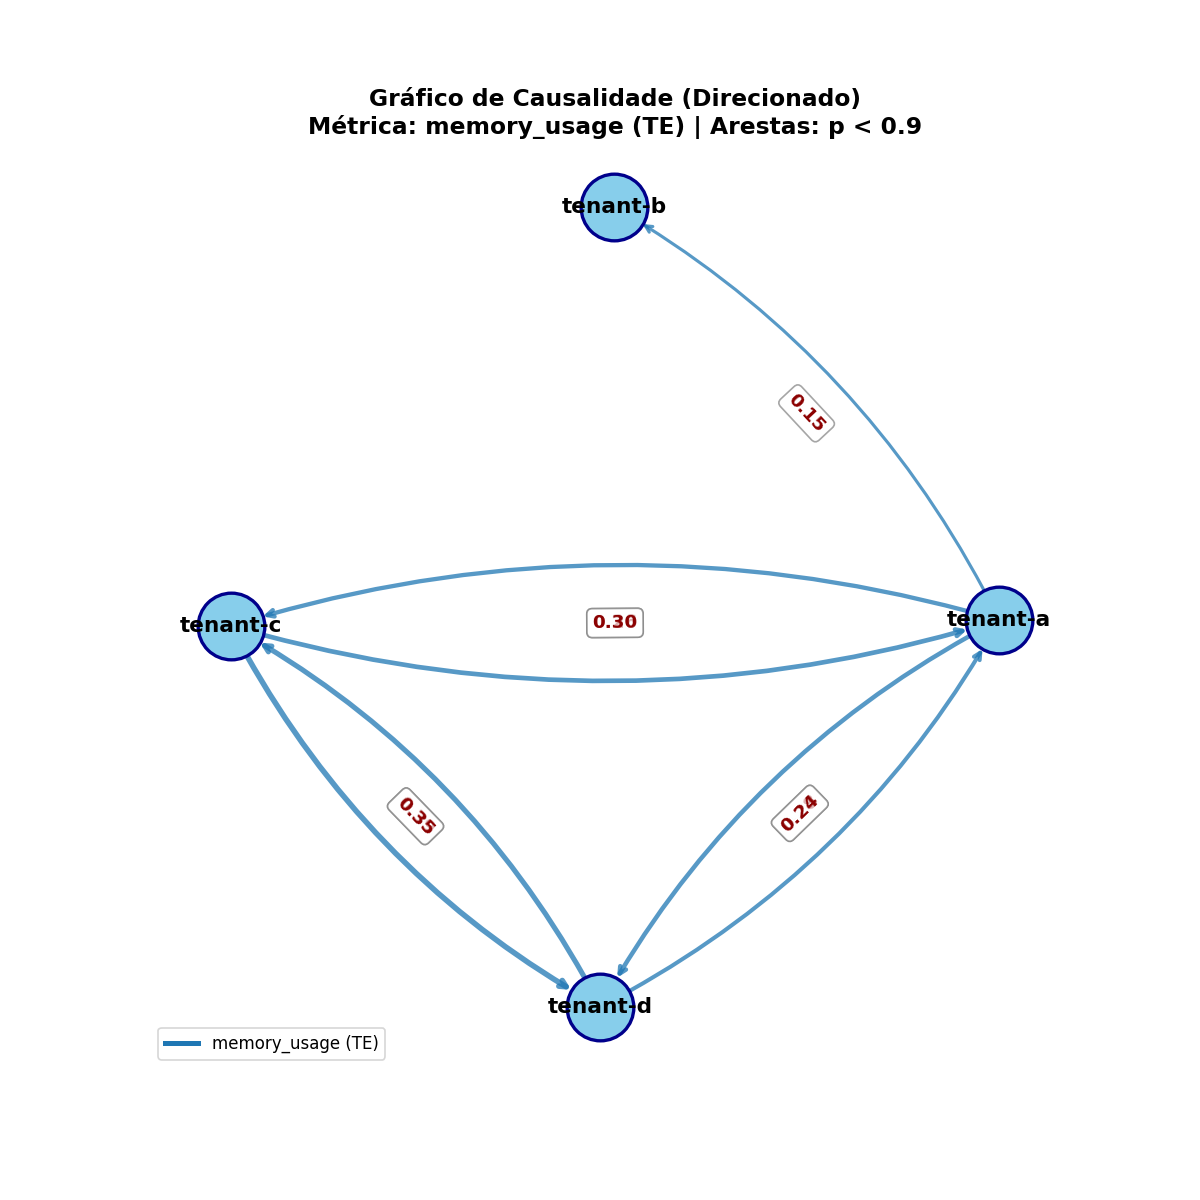 Gráfico de Causalidade (Direcionado)
Métrica: memory_usage (TE) | Arestas: p < 0.9
tenant-b
0.15
tenant-c
0.30
tenant-a
0.35
0.24
tenant-d
memory_usage (TE)